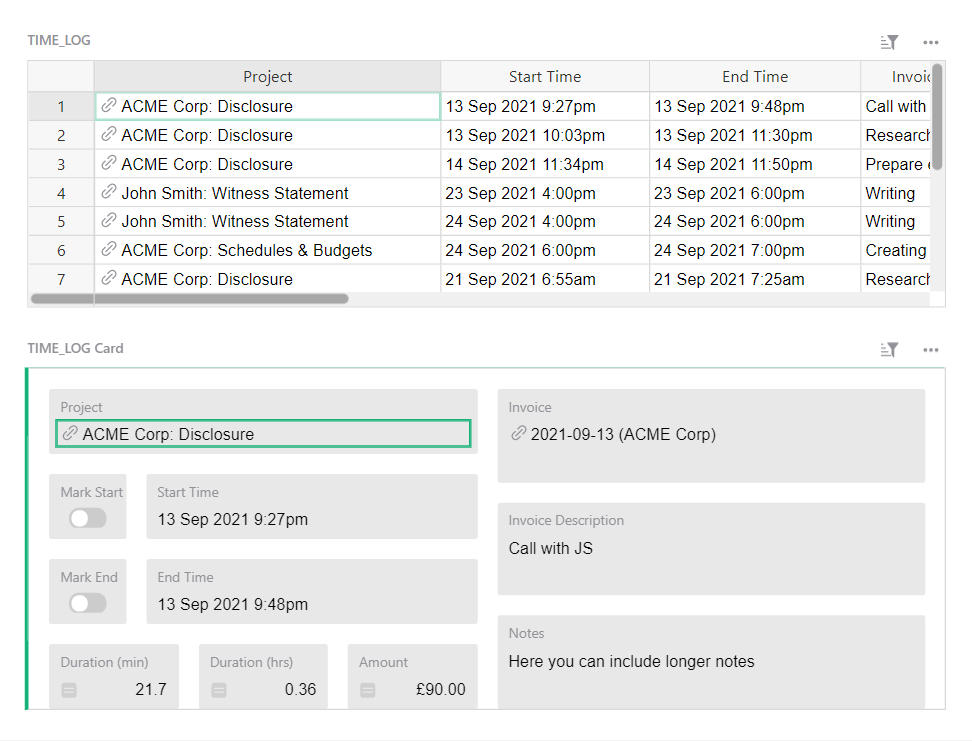 TIME_LOG
Project Start Time End Time Invoic
1 ACME Corp: Disclosure 13 Sep 2021 9:27pm 13 Sep 2021 9:48pm Call with
2 ACME Corp: Disclosure 13 Sep 2021 10:03pm 13 Sep 2021 11:30pm Research
3 ACME Corp: Disclosure 14 Sep 2021 11:34pm 14 Sep 2021 11:50pm Prepare
4 John Smith: Witness Statement 23 Sep 2021 4:00pm 23 Sep 2021 6:00pm Writing
5 John Smith: Witness Statement 24 Sep 2021 4:00pm 24 Sep 2021 6:00pm Writing
6 ACME Corp: Schedules & Budgets 24 Sep 2021 6:00pm 24 Sep 2021 7:00pm Creating
7 ACME Corp: Disclosure 21 Sep 2021 6:55am 21 Sep 2021 7:25am Research
TIME_LOG Card
Project
ACME Corp: Disclosure
Mark Start Start Time
13 Sep 2021 9:27pm
Mark End End Time
13 Sep 2021 9:48pm
Duration (min) Duration (hrs) Amount
21.7 0.36 £90.00
Invoice
2021-09-13 (ACME Corp)
Invoice Description
Call with JS
Notes
Here you can include longer notes